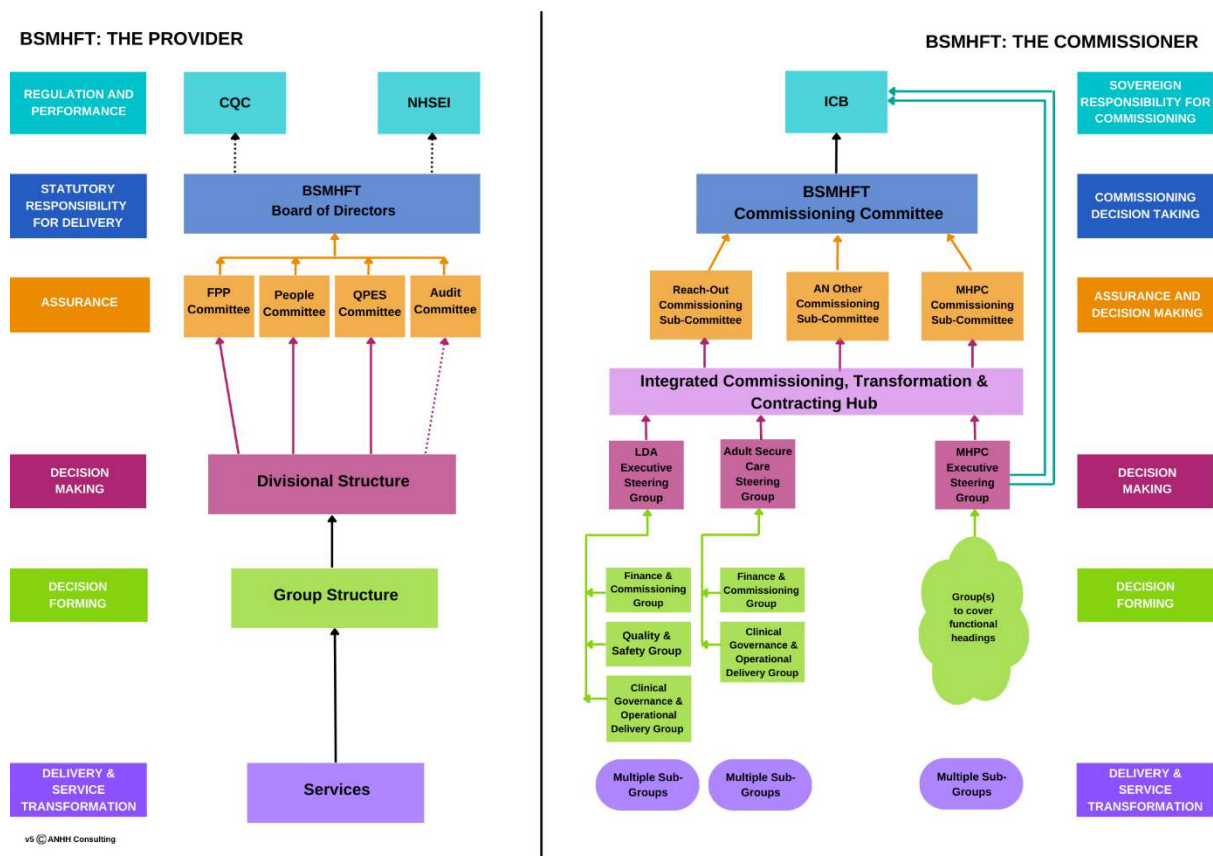 BSMHFT: THE PROVIDER
REGULATION AND
PERFORMANCE
CQC
NHSEI
STATUTORY
RESPONSIBILITY
FOR DELIVERY
BSMHFT
Board of Directors
ASSURANCE
FPP
Committee
People
Committee
QPES
Committee
Audit
Committee
DECISION
MAKING
Divisional Structure
DECISION
FORMING
Group Structure
DELIVERY &
SERVICE
TRANSFORMATION
Services
v5 © ANHH Consulting
BSMHFT: THE COMMISSIONER
ICB
SOVEREIGN
RESPONSIBILITY FOR
COMMISSIONING
BSMHFT
Commissioning Committee
COMMISSIONING
DECISION TAKING
Reach-Out
Commissioning
Sub-Committee
AN Other
Commissioning
Sub-Committee
MHPC
Commissioning
Sub-Committee
ASSURANCE AND
DECISION MAKING
Integrated Commissioning, Transformation &
Contracting Hub
LDA
Executive
Steering
Group
Adult Secure
Care
Steering
Group
MHPC
Executive
Steering
Group
DECISION
MAKING
Finance &
Commissioning
Group
Quality &
Safety Group
Clinical
Governance &
Operational
Delivery Group
Finance &
Commissioning
Group
Clinical
Governance &
Operational
Delivery Group
Group(s)
to cover
functional
headings
DECISION
FORMING
Multiple Sub-
Groups
Multiple Sub-
Groups
Multiple Sub-
Groups
DELIVERY &
SERVICE
TRANSFORMATION